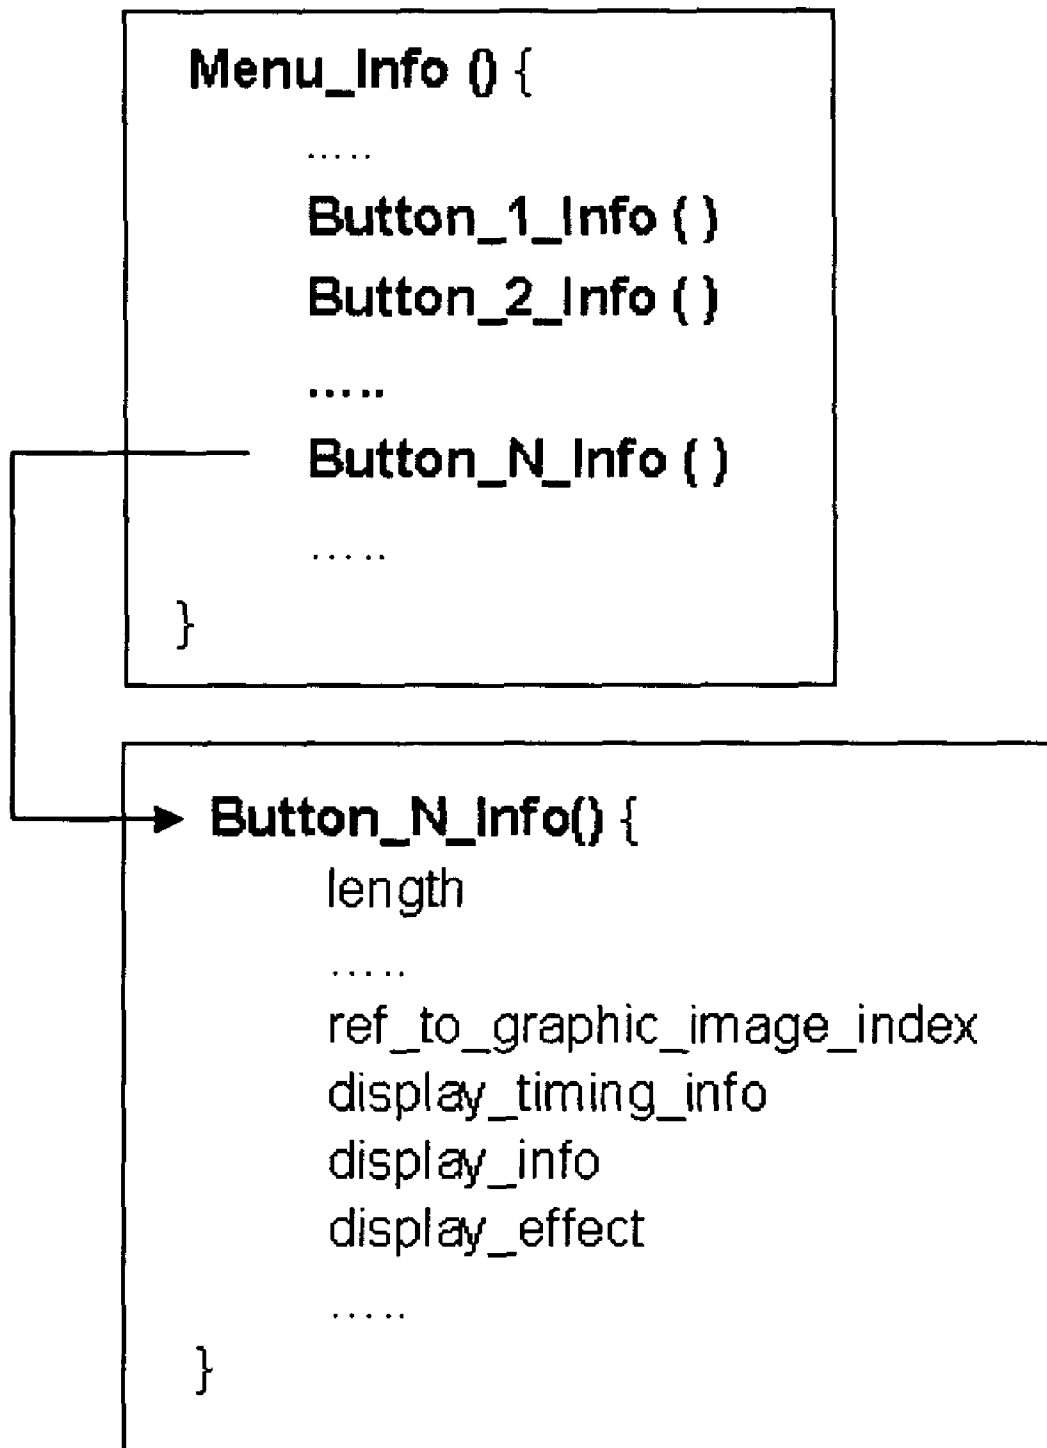 Menu_Info () {
.....
Button_1_Info ( )
Button_2_Info ( )
.....
Button_N_Info ( )
.....
}
Button_N_Info() {
length
.....
ref_to_graphic_image_index
display_timing_info
display_info
display_effect
.....
}